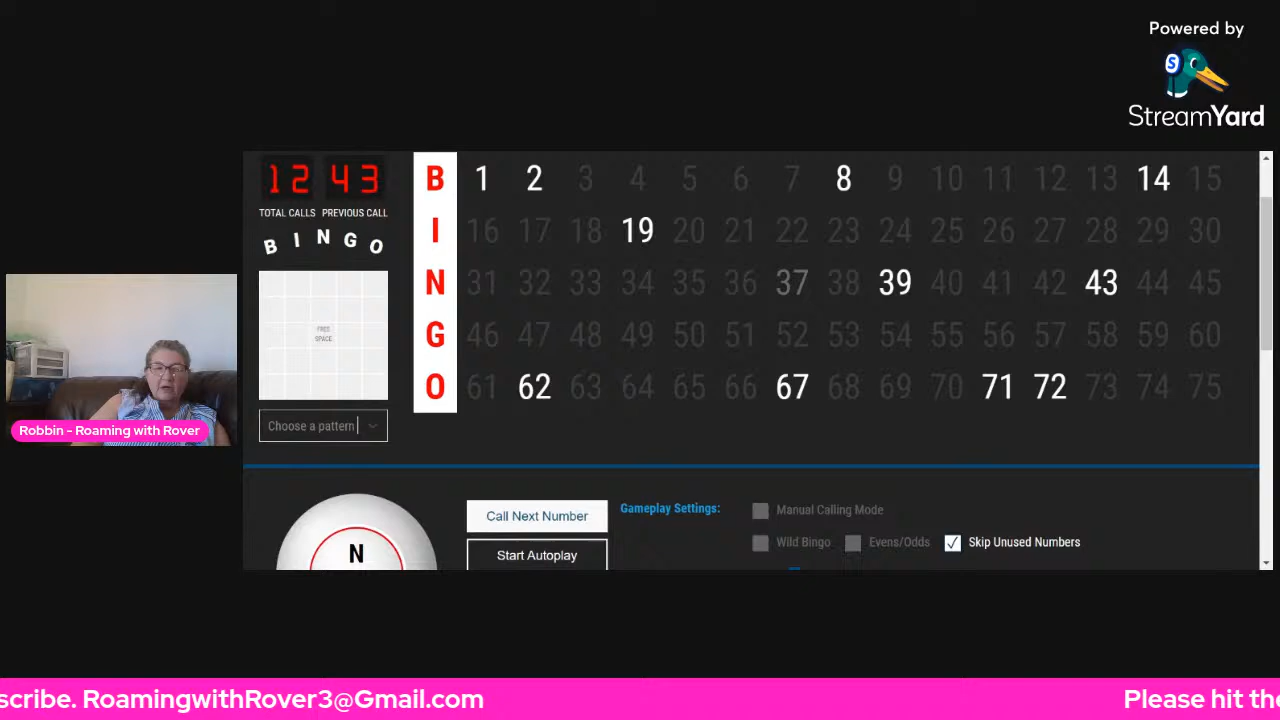 Powered by
StreamYard
12 43
TOTAL CALLS PREVIOUS CALL
BINGO
FREE
SPACE
Choose a pattern
B 1 2 3 4 5 6 7 8 9 10 11 12 13 14 15
I 16 17 18 19 20 21 22 23 24 25 26 27 28 29 30
N 31 32 33 34 35 36 37 38 39 40 41 42 43 44 45
G 46 47 48 49 50 51 52 53 54 55 56 57 58 59 60
O 61 62 63 64 65 66 67 68 69 70 71 72 73 74 75
Robbin - Roaming with Rover
N
Call Next Number
Start Autoplay
Gameplay Settings:
Manual Calling Mode
Wild Bingo Evens/Odds Skip Unused Numbers
scribe. RoamingwithRover3@Gmail.com
Please hit the